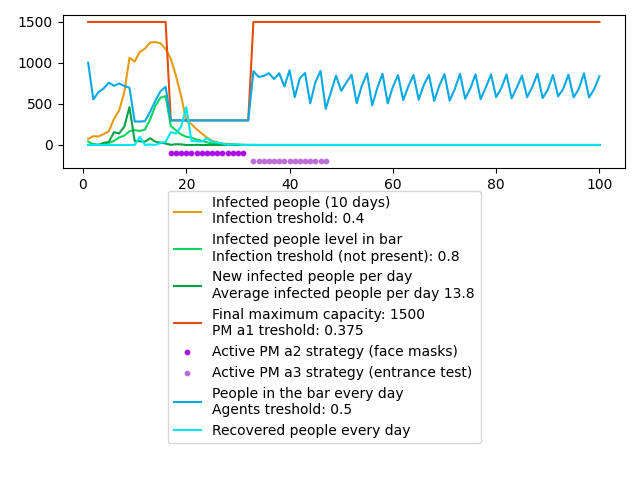 1500
1000
500
0
0 20 40 60 80 100
Infected people (10 days)
Infection treshold: 0.4
Infected people level in bar
Infection treshold (not present): 0.8
New infected people per day
Average infected people per day 13.8
Final maximum capacity: 1500
PM a1 treshold: 0.375
Active PM a2 strategy (face masks)
Active PM a3 strategy (entrance test)
People in the bar every day
Agents treshold: 0.5
Recovered people every day